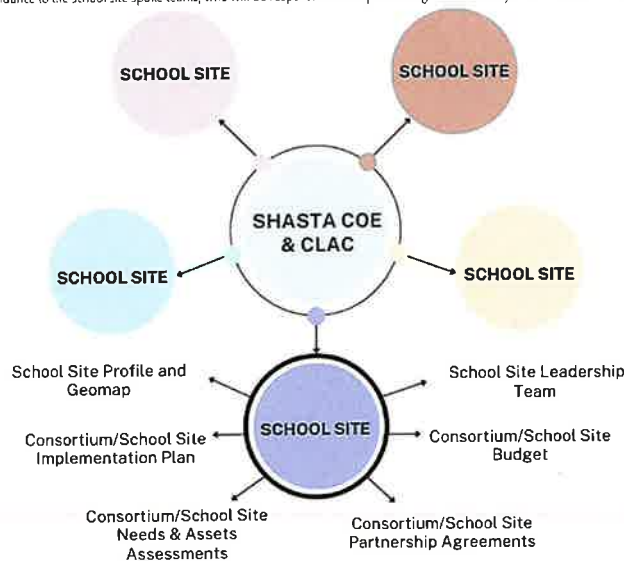 SCHOOL SITE
SCHOOL SITE
SHASTA COE
& CLAC
SCHOOL SITE
SCHOOL SITE
School Site Profile and
Geomap
School Site Leadership
Team
SCHOOL SITE
Consortium/School Site
Implementation Plan
Consortium/School Site
Budget
Consortium/School Site
Needs & Assets
Assessments
Consortium/School Site
Partnership Agreements